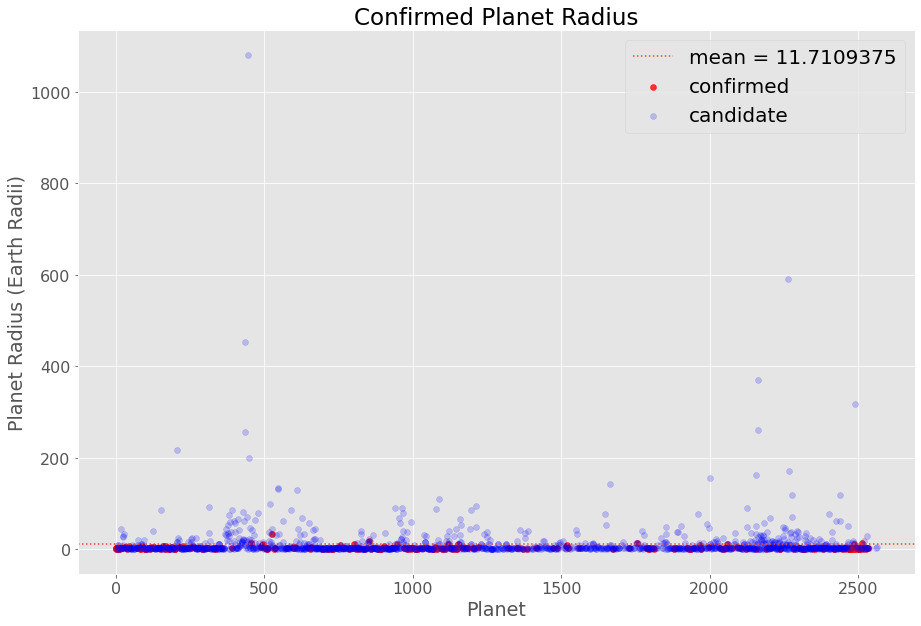 Confirmed Planet Radius
mean = 11.7109375
confirmed
candidate
Planet Radius (Earth Radii)
1000
800
600
400
200
0
0 500 1000 1500 2000 2500
Planet